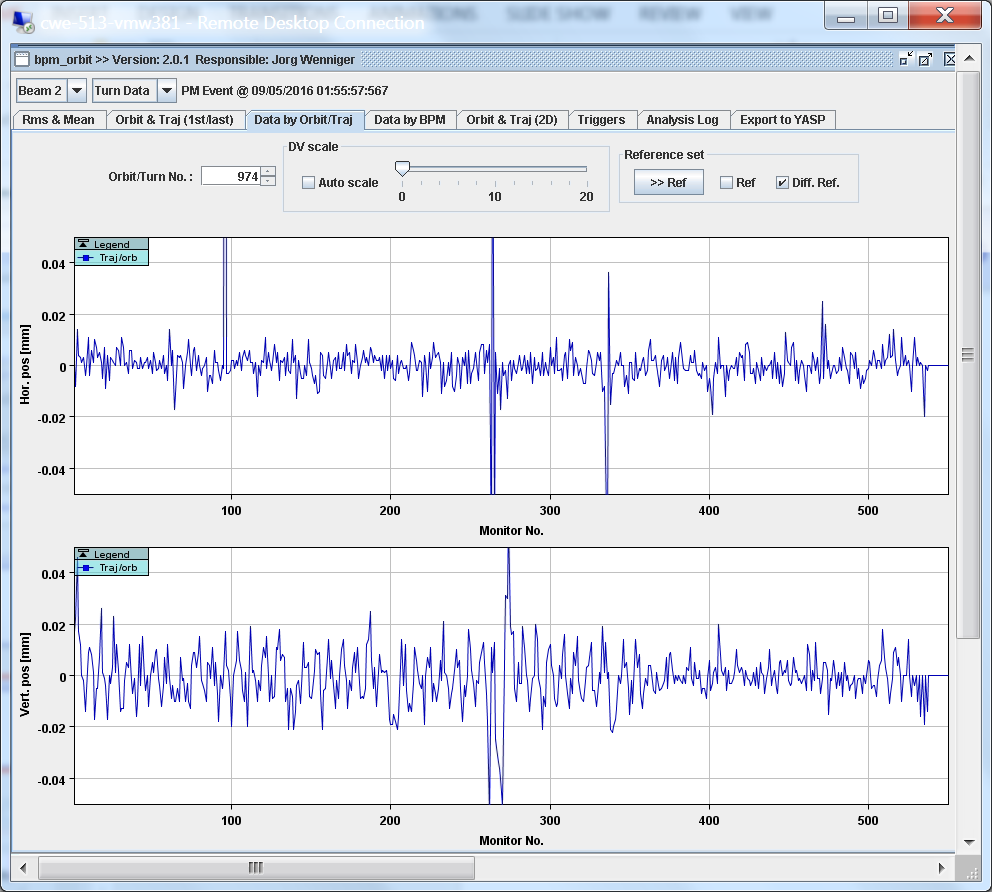 cwe-513-vmw381 - Remote Desktop Connection
SLIDE SHOW REVIEW VIEW
bpm_orbit >> Version: 2.0.1 Responsible: Jorg Wenniger
Beam 2 Turn Data PM Event @ 09/05/2016 01:55:57:567
Rms & Mean Orbit & Traj (1st/last) Data by Orbit/Traj Data by BPM Orbit & Traj (2D) Triggers Analysis Log Export to YASP
DV scale
Reference set
Orbit/Turn No. : 974
Auto scale
>> Ref Ref Diff. Ref.
0 10 20
Legend
Traj/orb
0.04
0.02
0
-0.02
-0.04
Hor. pos [mm]
100 200 300 400 500
Monitor No.
Legend
Traj/orb
0.04
0.02
0
-0.02
-0.04
Vert. pos [mm]
100 200 300 400 500
Monitor No.